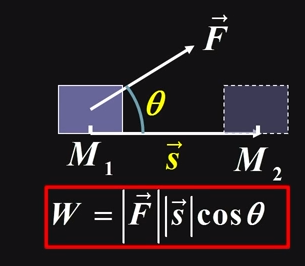 F⃗
θ
M₁ s⃗ M₂
W = |F⃗||s⃗|cosθ